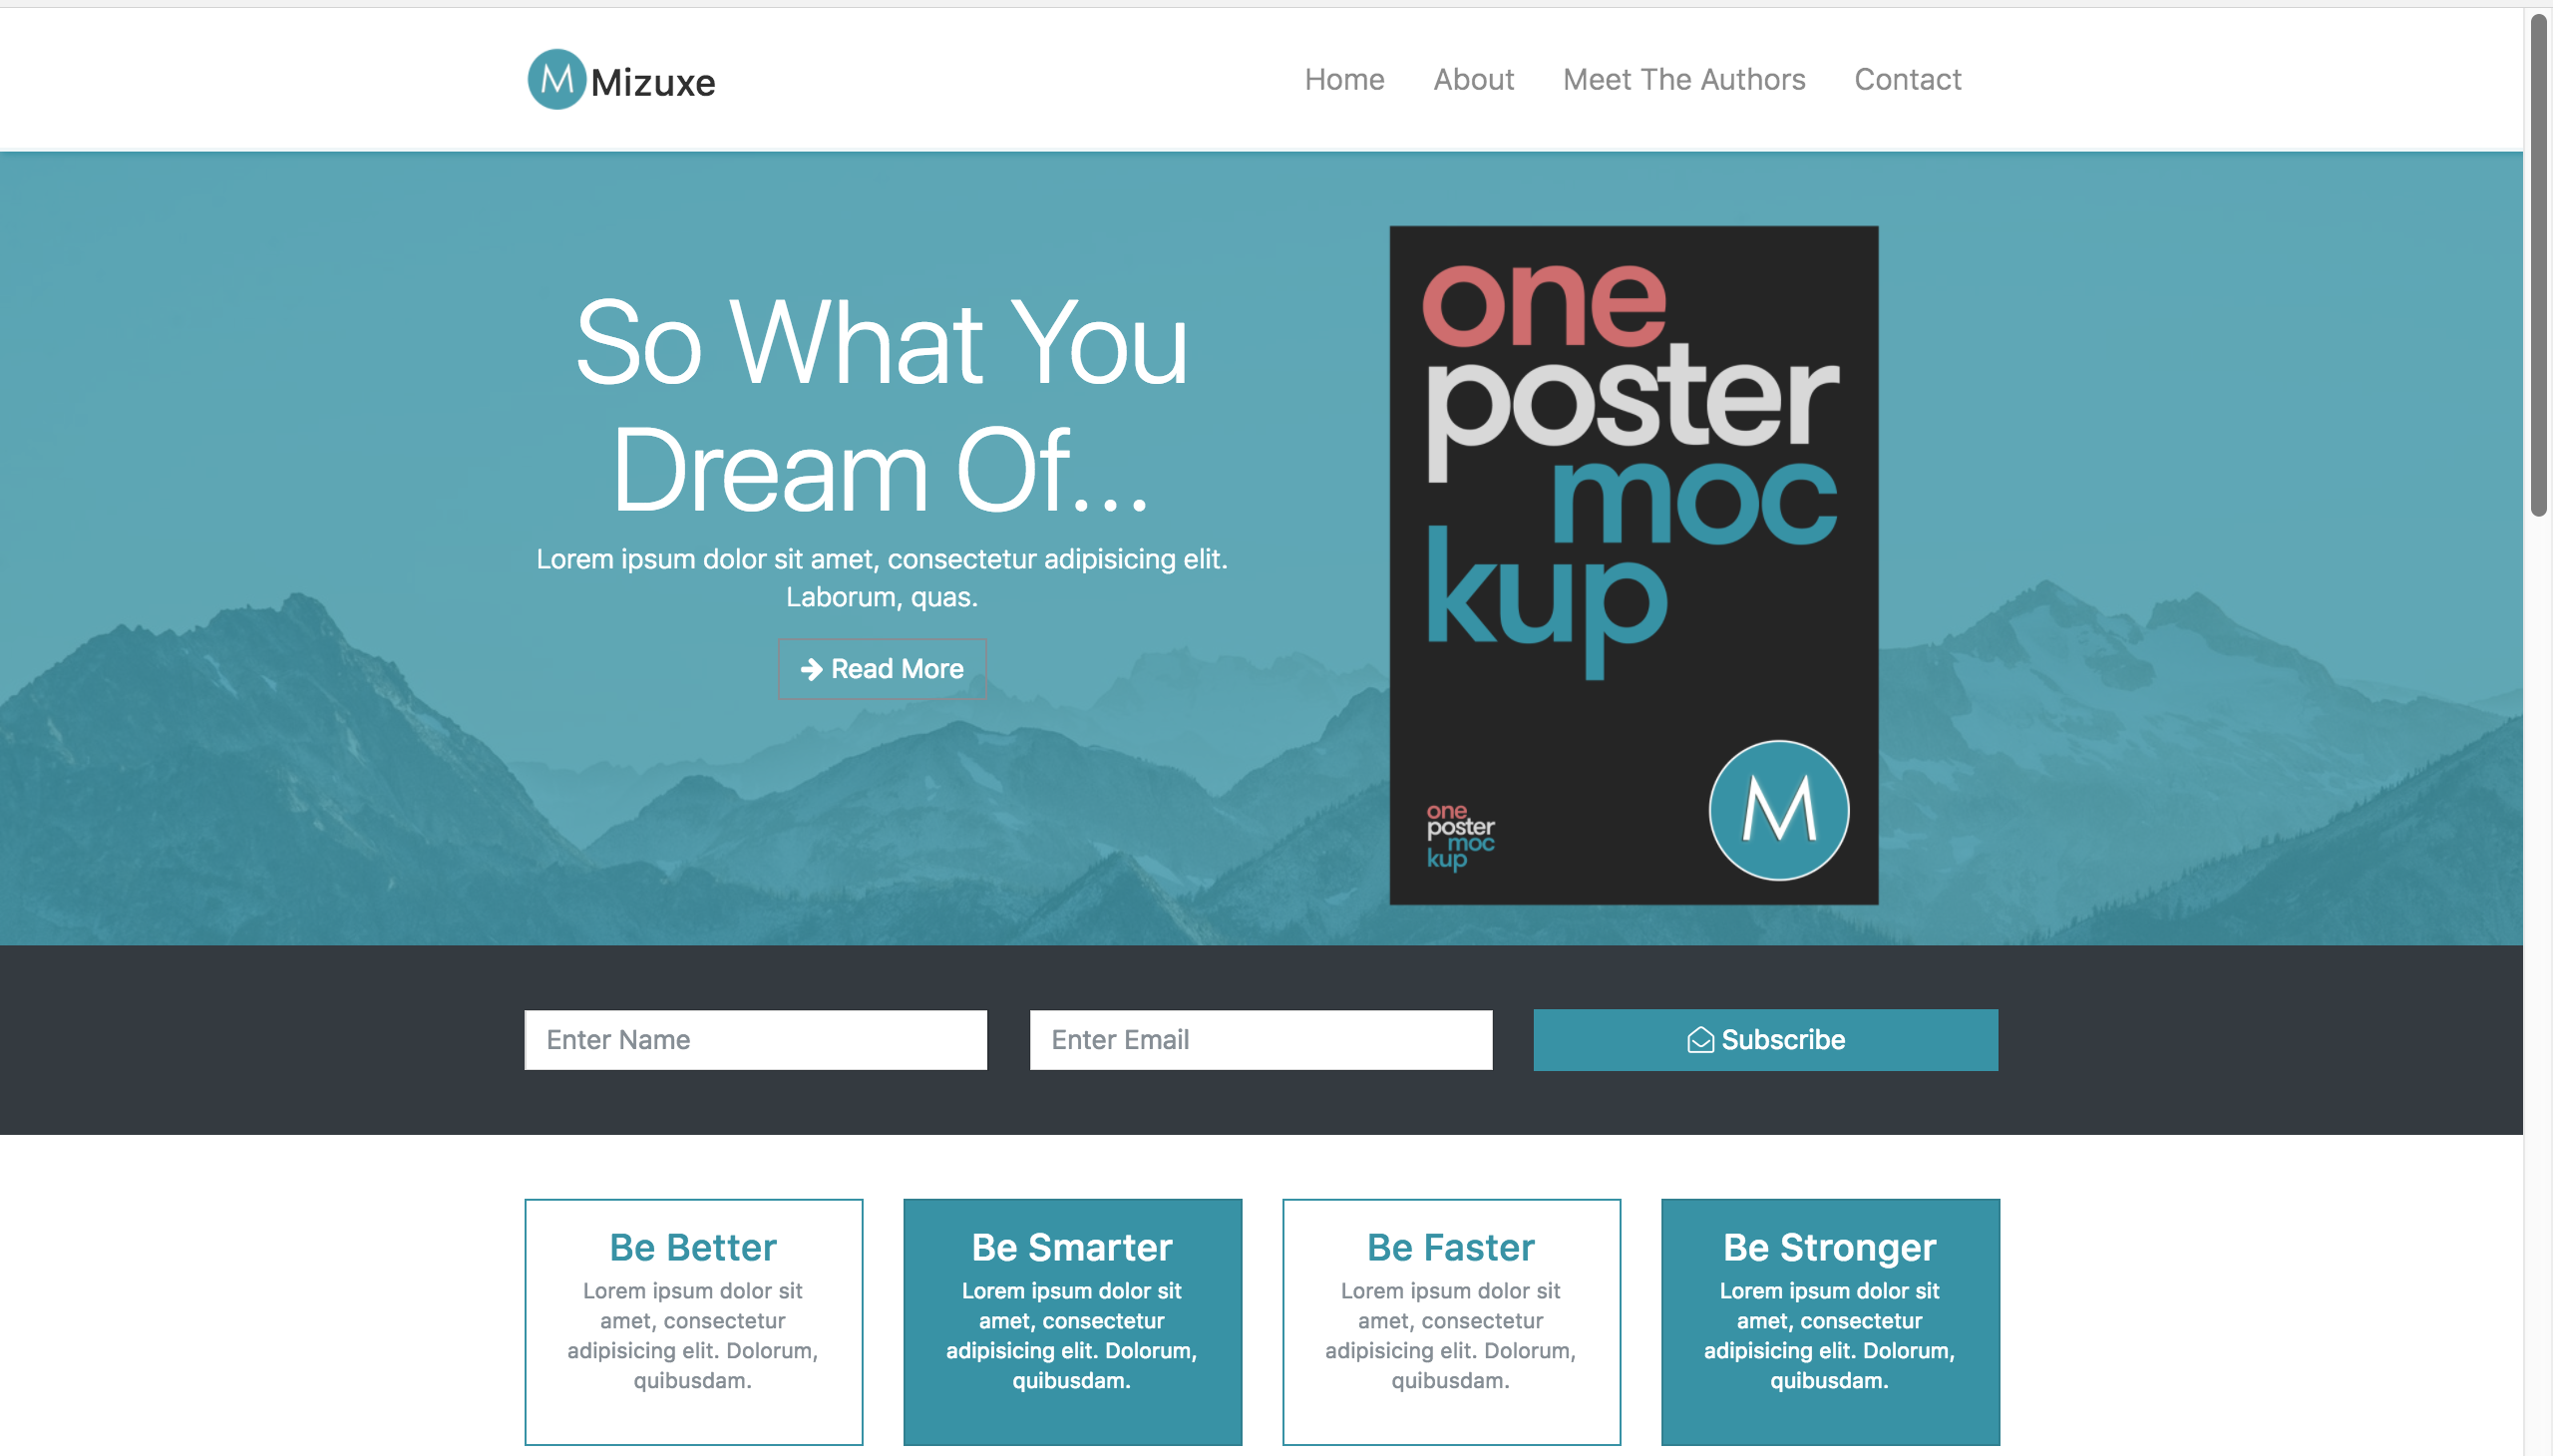 M Mizuxe
Home About Meet The Authors Contact
So What You
Dream Of...
Lorem ipsum dolor sit amet, consectetur adipisicing elit.
Laborum, quas.
Read More
one
poster
moc
kup
one
poster
moc
kup
M
Enter Name
Enter Email
Subscribe
Be Better
Lorem ipsum dolor sit
amet, consectetur
adipisicing elit. Dolorum,
quibusdam.
Be Smarter
Lorem ipsum dolor sit
amet, consectetur
adipisicing elit. Dolorum,
quibusdam.
Be Faster
Lorem ipsum dolor sit
amet, consectetur
adipisicing elit. Dolorum,
quibusdam.
Be Stronger
Lorem ipsum dolor sit
amet, consectetur
adipisicing elit. Dolorum,
quibusdam.